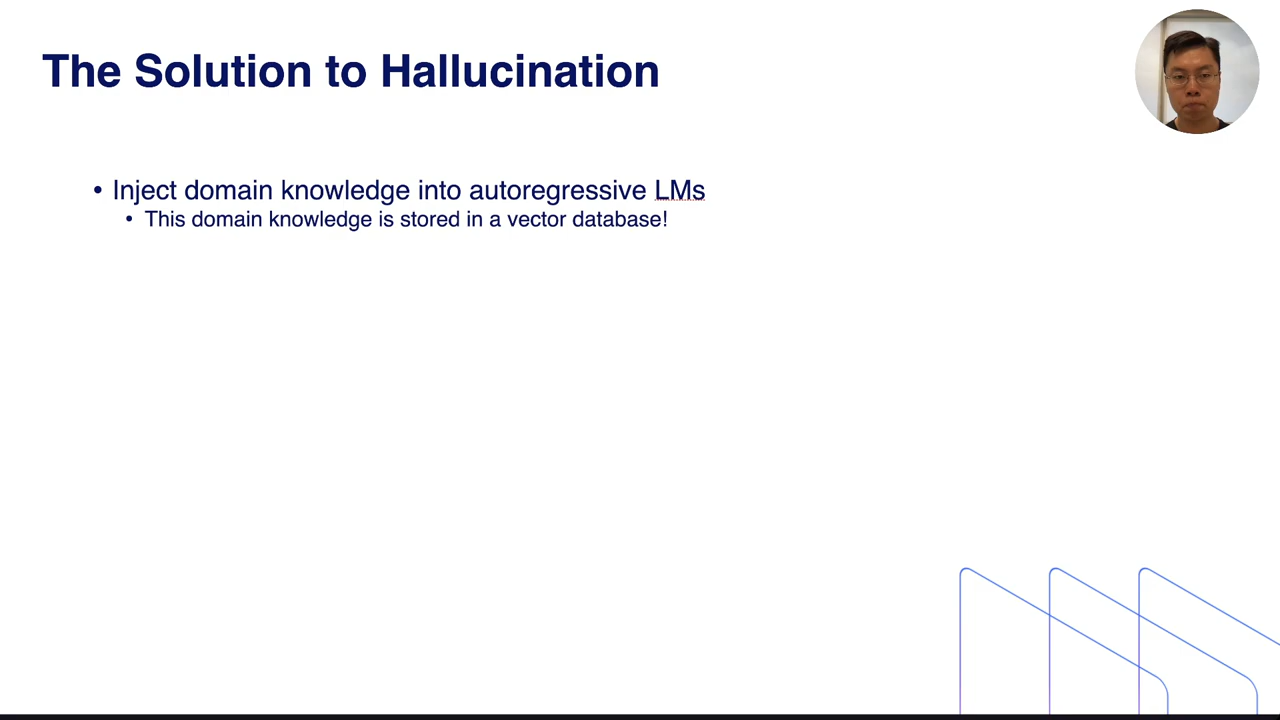 The Solution to Hallucination
• Inject domain knowledge into autoregressive LMs
• This domain knowledge is stored in a vector database!